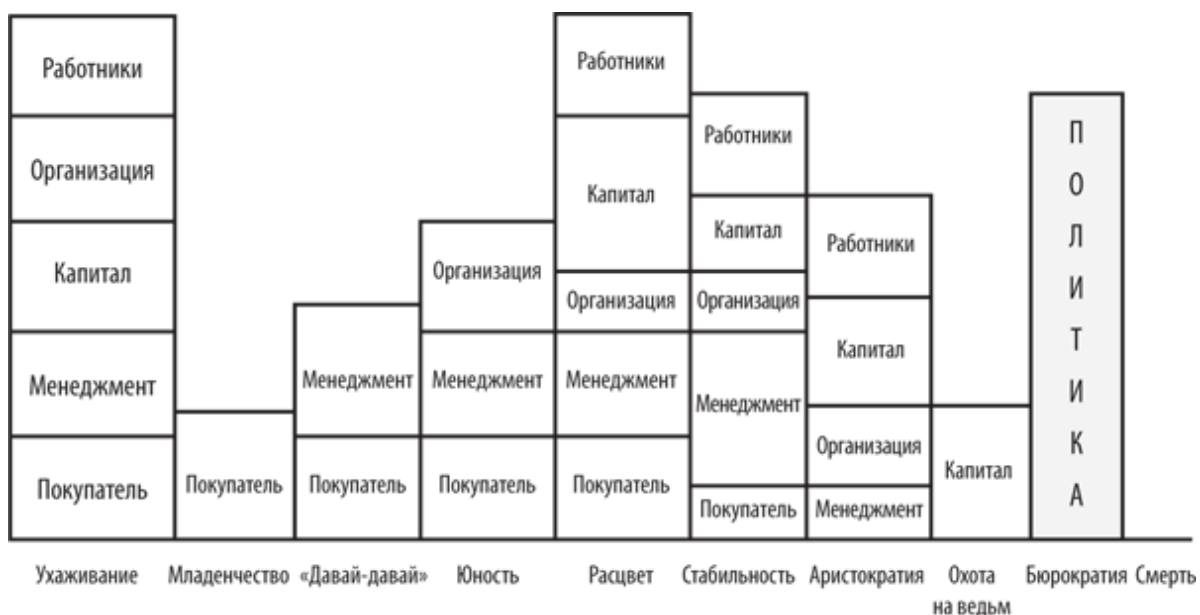 Работники
Организация
Капитал
Менеджмент
Покупатель
Покупатель
Менеджмент
Покупатель
Организация
Менеджмент
Покупатель
Работники
Капитал
Организация
Менеджмент
Покупатель
Работники
Капитал
Организация
Менеджмент
Покупатель
Работники
Капитал
Организация
Менеджмент
Капитал
П
О
Л
И
Т
И
К
А
Ухаживание
Младенчество
«Давай-давай»
Юность
Расцвет
Стабильность
Аристократия
Охота
на ведьм
Бюрократия
Смерть